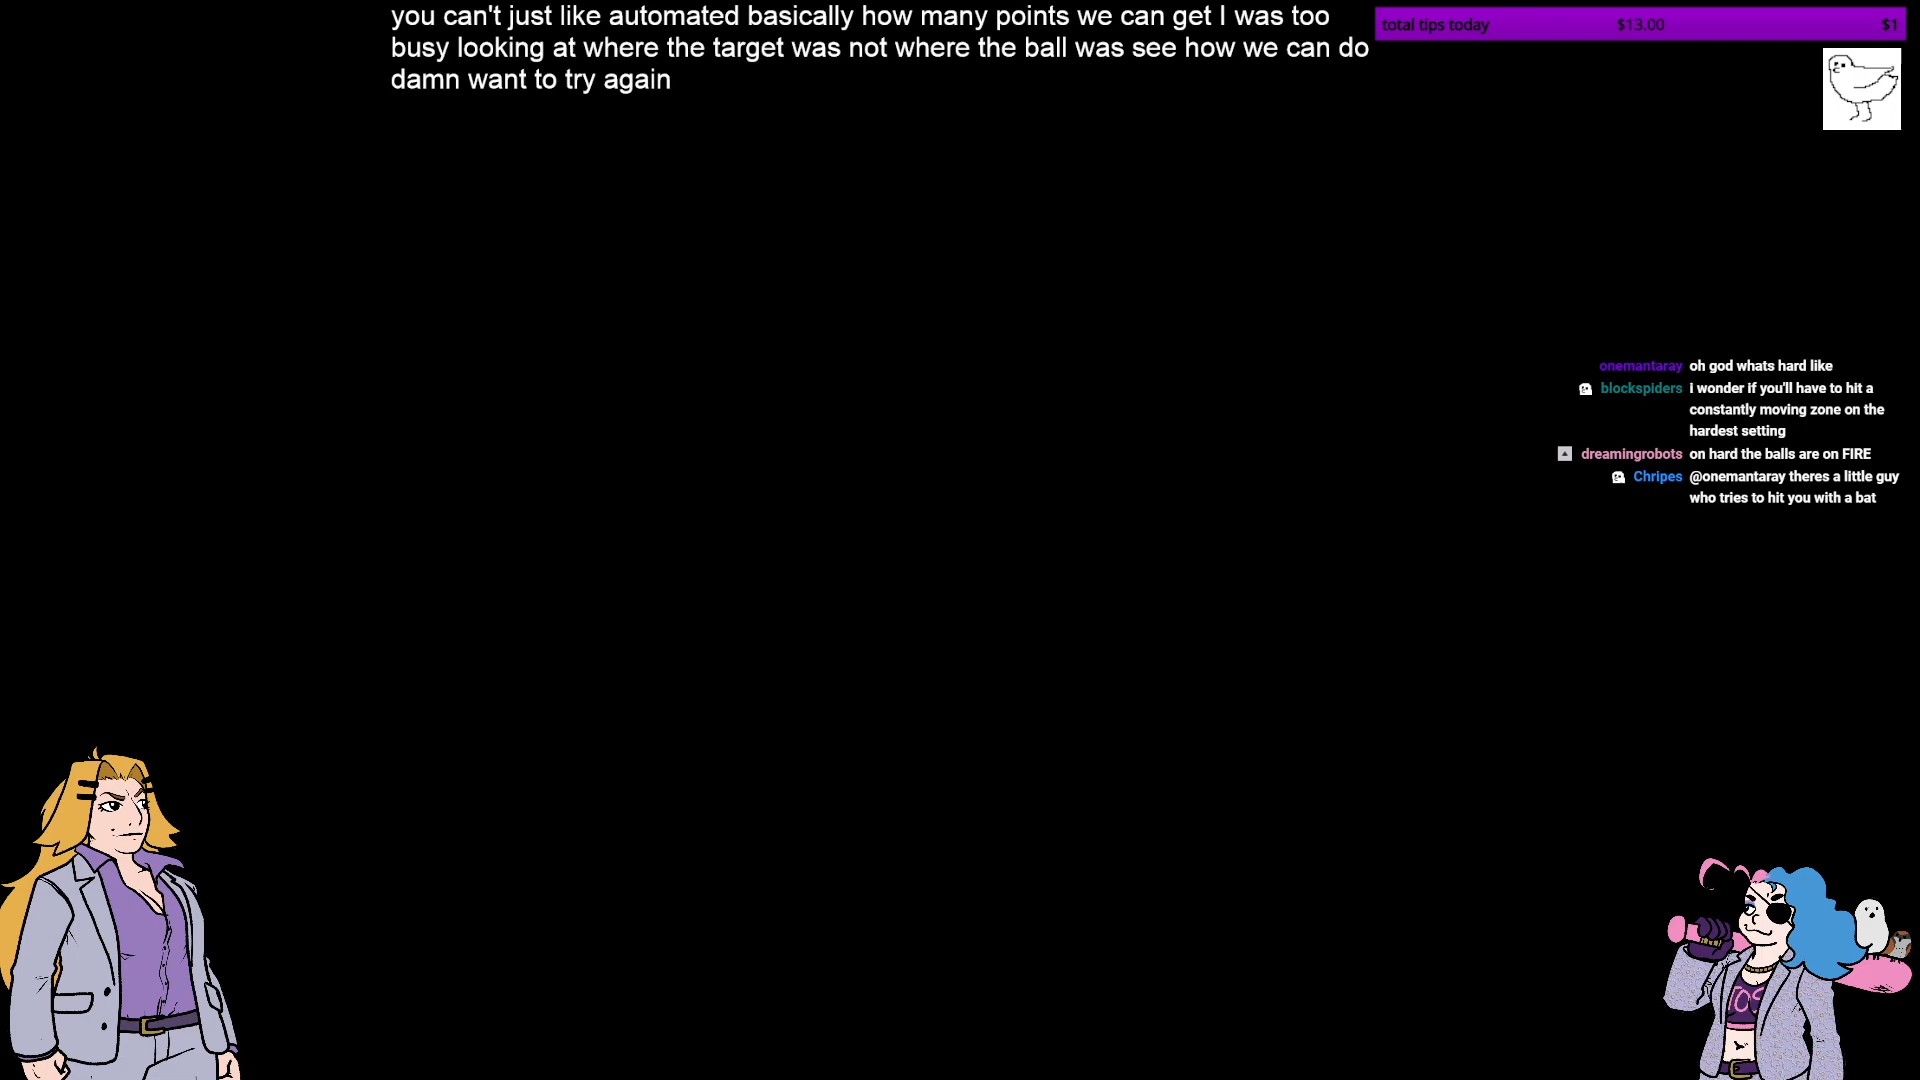 you can't just like automated basically how many points we can get I was too
busy looking at where the target was not where the ball was see how we can do
damn want to try again
total tips today $13.00 $1
onemantaray oh god whats hard like
blockspiders i wonder if you'll have to hit a
constantly moving zone on the
hardest setting
dreamingrobots on hard the balls are on FIRE
Chripes @onemantaray theres a little guy
who tries to hit you with a bat